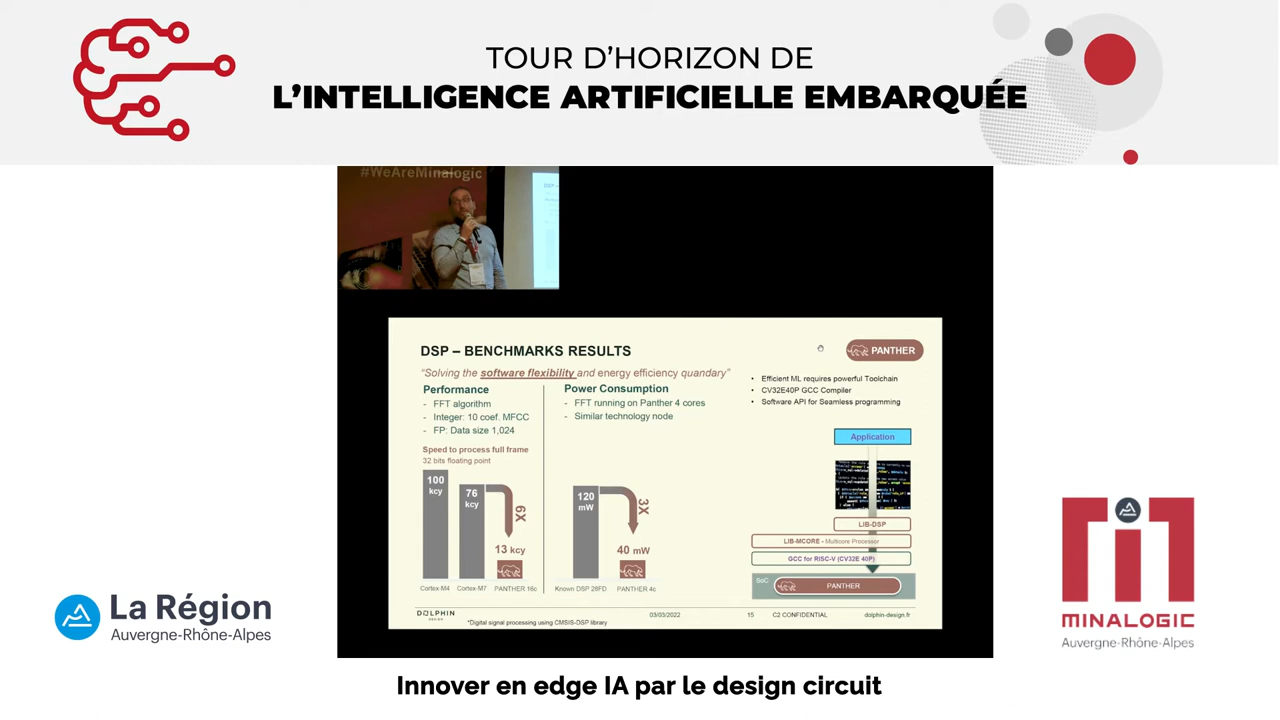 TOUR D'HORIZON DE
L'INTELLIGENCE ARTIFICIELLE EMBARQUÉE
#WeAreMinalogic
DSP – BENCHMARKS RESULTS
PANTHER
"Solving the software flexibility and energy efficiency quandary"
Performance
- FFT algorithm
- Integer: 10 coef. MFCC
- FP: Data size 1,024
Speed to process full frame
32 bits floating point
100 kcy
76 kcy
6X
13 kcy
Cortex-M4
Cortex-M7
PANTHER 16c
Power Consumption
- FFT running on Panther 4 cores
- Similar technology node
120 mW
3X
40 mW
Known DSP 28FD
PANTHER 4c
• Efficient ML requires powerful Toolchain
• CV32E40P GCC Compiler
• Software API for Seamless programming
Application
LIB-DSP
LIB-MCORE - Multicore Processor
GCC for RISC-V (CV32E 40P)
SoC
PANTHER
DOLPHIN
DESIGN
*Digital signal processing using CMSIS-DSP library
03/03/2022
15
C2 CONFIDENTIAL
dolphin-design.fr
La Région
Auvergne-Rhône-Alpes
MINALOGIC
Auvergne-Rhône-Alpes
Innover en edge IA par le design circuit